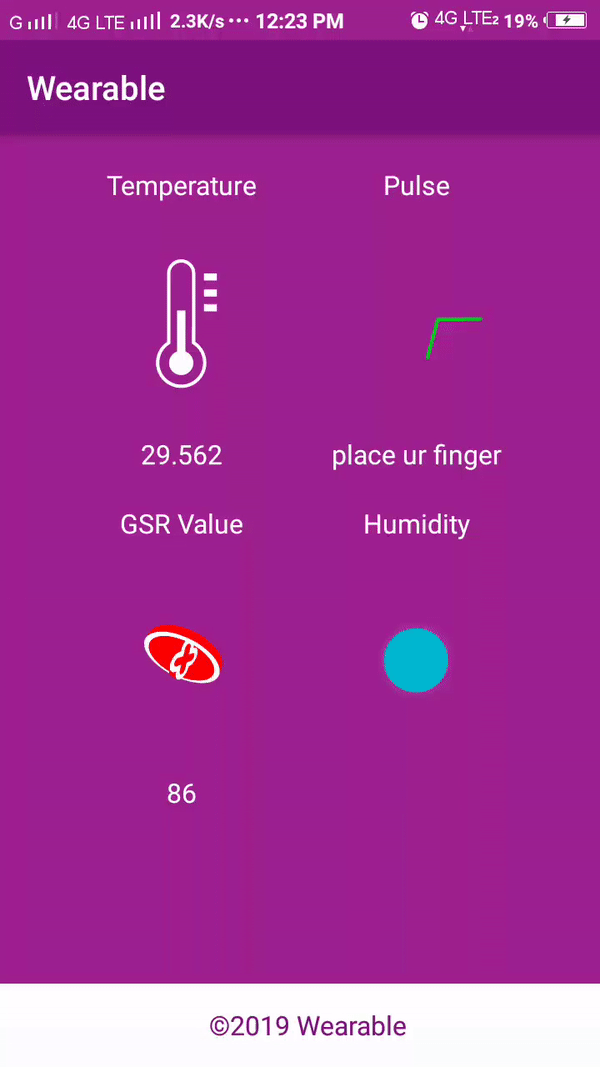 G 4G LTE 2.3K/s ··· 12:23 PM 4G LTE2 19%
Wearable
Temperature Pulse
29.562 place ur finger
GSR Value Humidity
86
©2019 Wearable